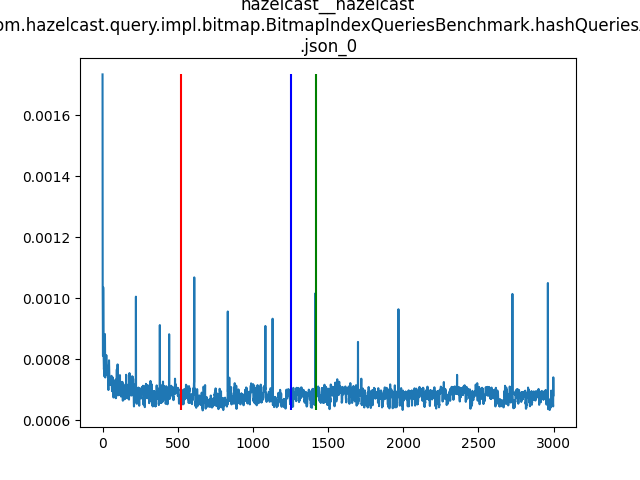 hazelcast__hazelcast
om.hazelcast.query.impl.bitmap.BitmapIndexQueriesBenchmark.hashQueries
.json_0
0.0016
0.0014
0.0012
0.0010
0.0008
0.0006
0 500 1000 1500 2000 2500 3000